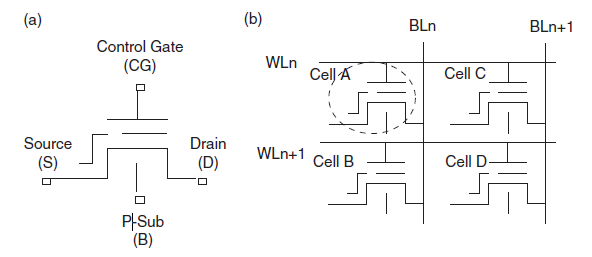 (a)
Control Gate
(CG)
Source
(S)
Drain
(D)
P-Sub
(B)
(b)
BLn
BLn+1
WLn
Cell A
Cell C
WLn+1
Cell B
Cell D